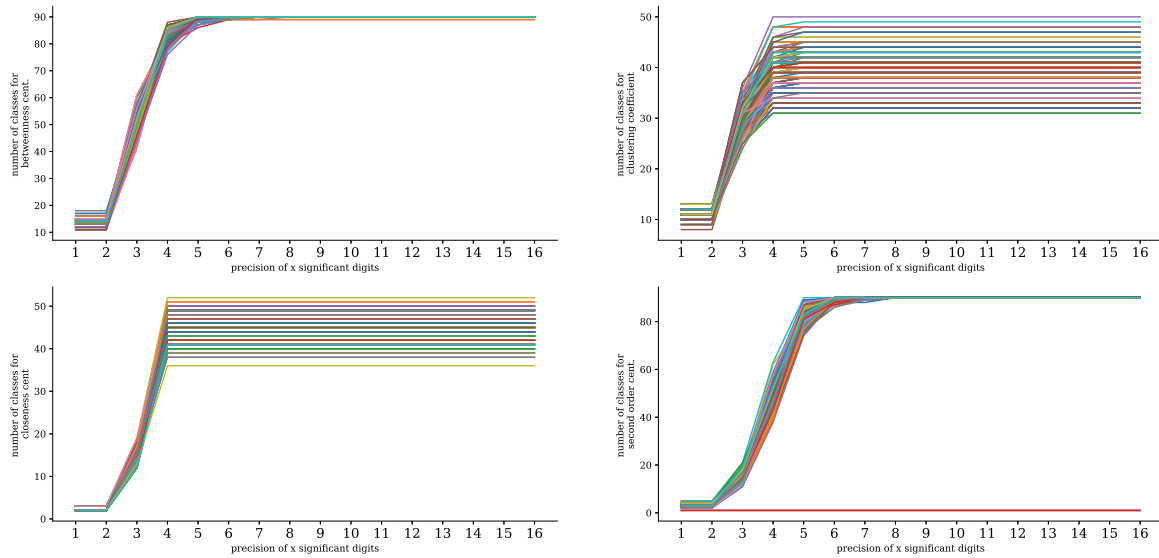 number of classes for
betweenness cent.
90
80
70
60
50
40
30
20
10
1 2 3 4 5 6 7 8 9 10 11 12 13 14 15 16
precision of x significant digits
number of classes for
clustering coefficient
50
40
30
20
10
1 2 3 4 5 6 7 8 9 10 11 12 13 14 15 16
precision of x significant digits
number of classes for
closeness cent.
50
40
30
20
10
0
1 2 3 4 5 6 7 8 9 10 11 12 13 14 15 16
precision of x significant digits
number of classes for
second order cent.
80
60
40
20
0
1 2 3 4 5 6 7 8 9 10 11 12 13 14 15 16
precision of x significant digits